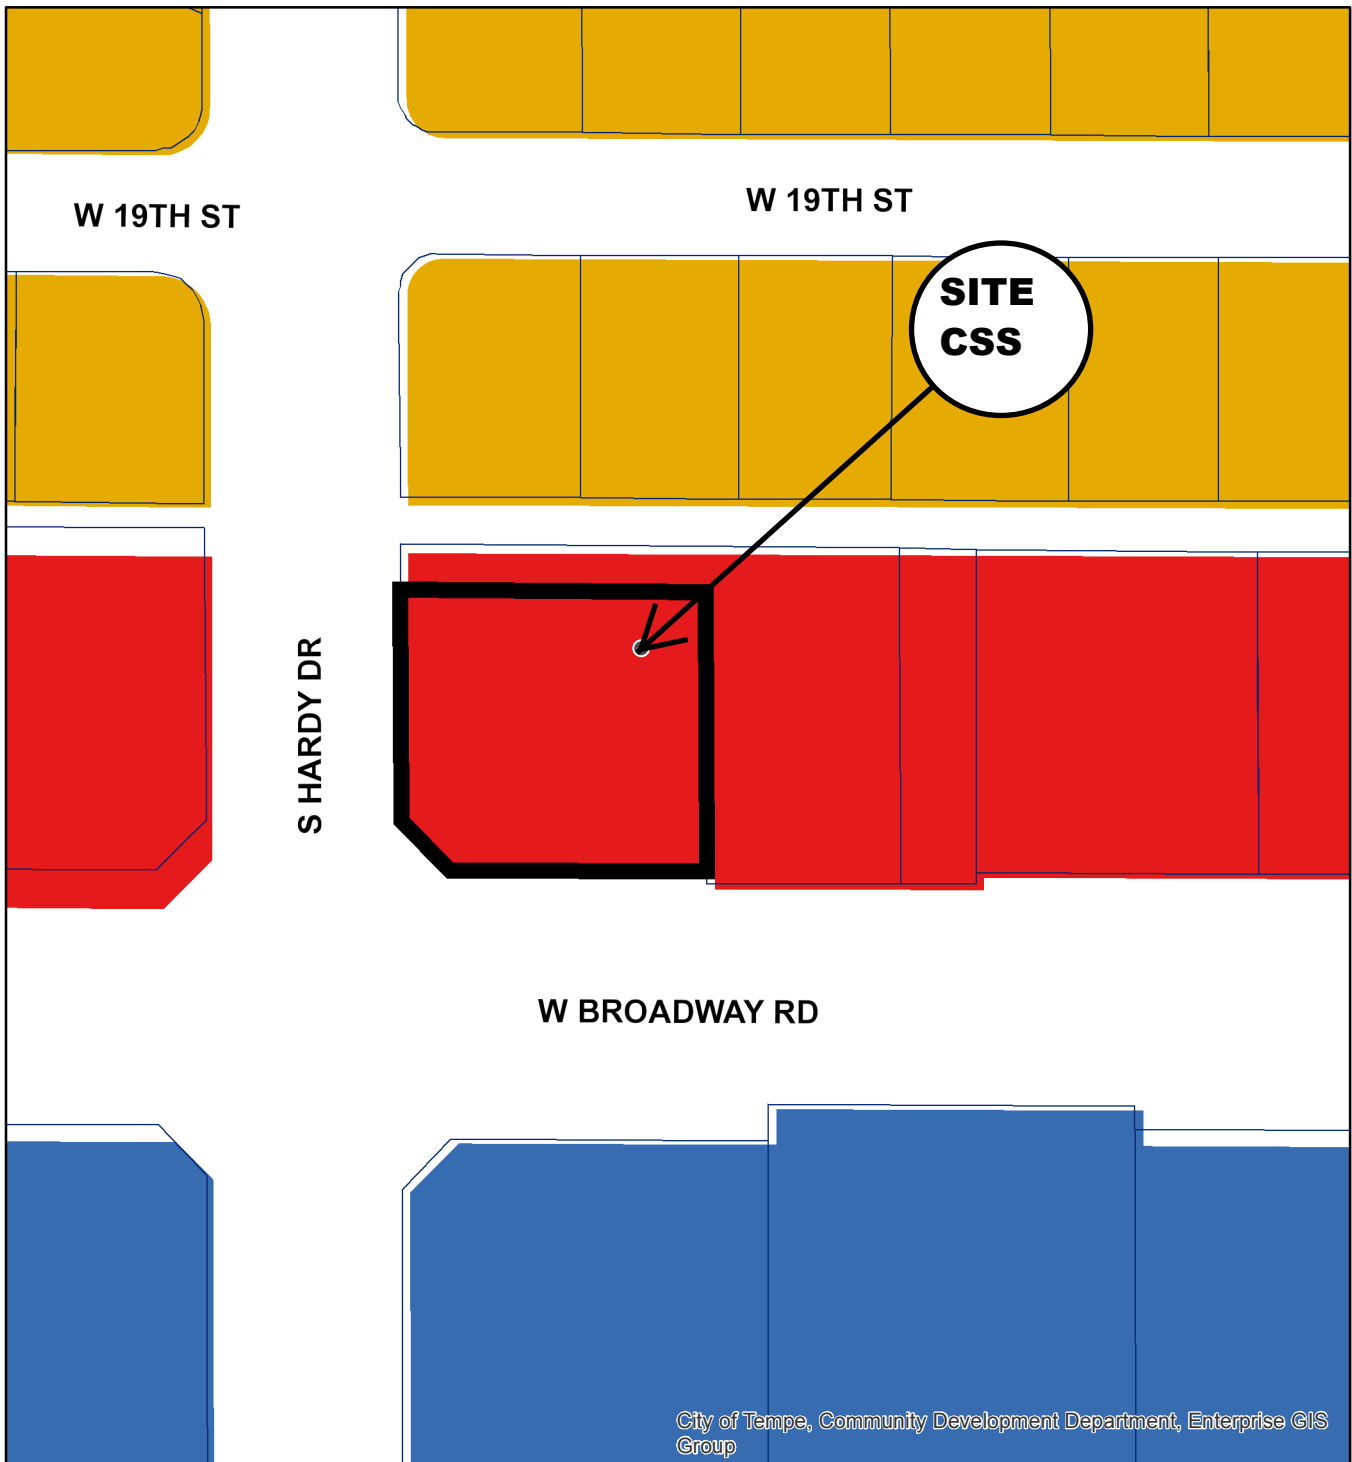 W 19TH ST
W 19TH ST
SITE
CSS
S HARDY DR
W BROADWAY RD
City of Tempe, Community Development Department, Enterprise GIS
Group